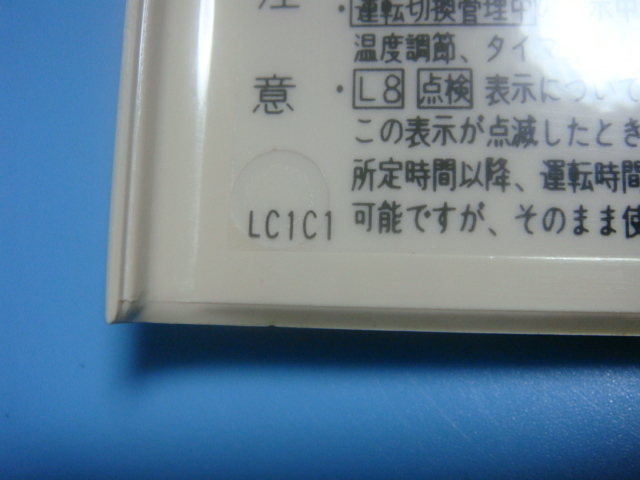 注
・運転切換管理中
温度調節、タイマ
意
・L8 点検 表示について
この表示が点滅したとき
所定時間以降、運転時間
可能ですが、そのまま使
LC1C1